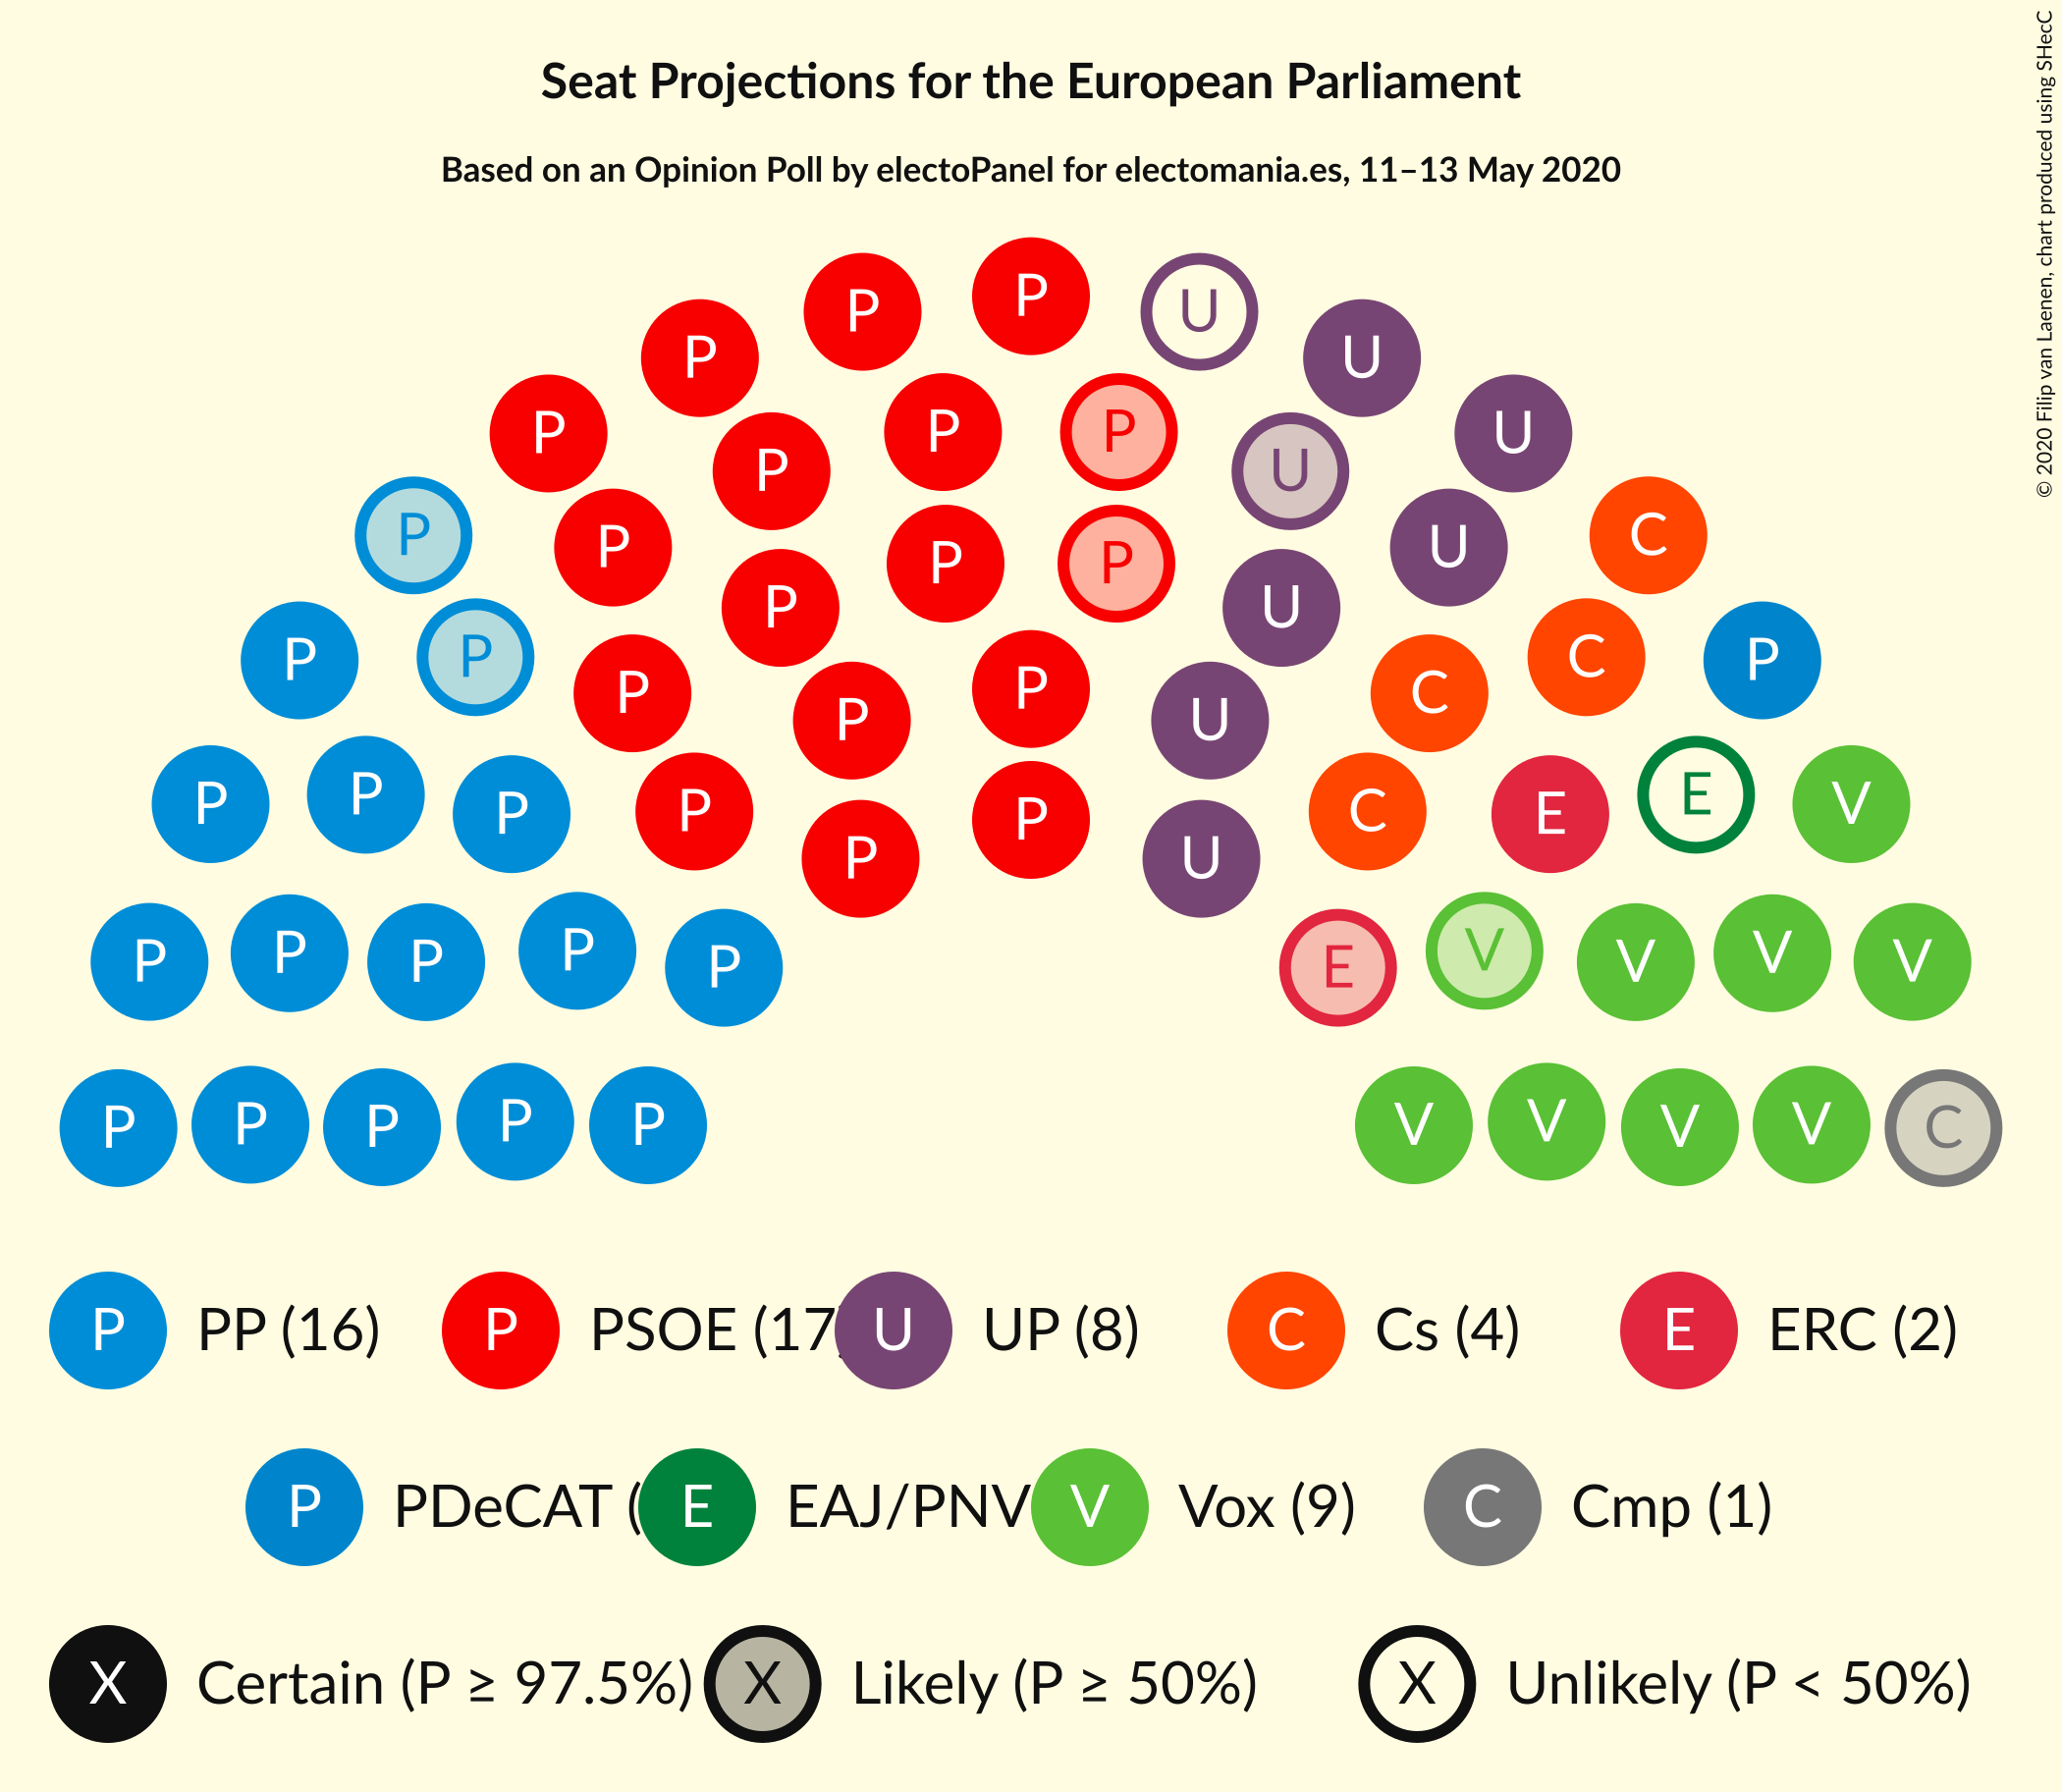 Seat Projections for the European Parliament
Based on an Opinion Poll by electoPanel for electomania.es, 11–13 May 2020
© 2020 Filip van Laenen, chart produced using SHecC
P
P U
P U
P P P U
P U
P C
P U
P P
P U
P P C P
P P C
P U
P P E V
P P P C E
P U
P P P P P E V V V V
P P P P P V V V V C
P PP (16) P PSOE (17 U UP (8) C Cs (4) E ERC (2)
P PDeCAT ( E EAJ/PNV V Vox (9) C Cmp (1)
X Certain (P ≥ 97.5%) X Likely (P ≥ 50%) X Unlikely (P < 50%)